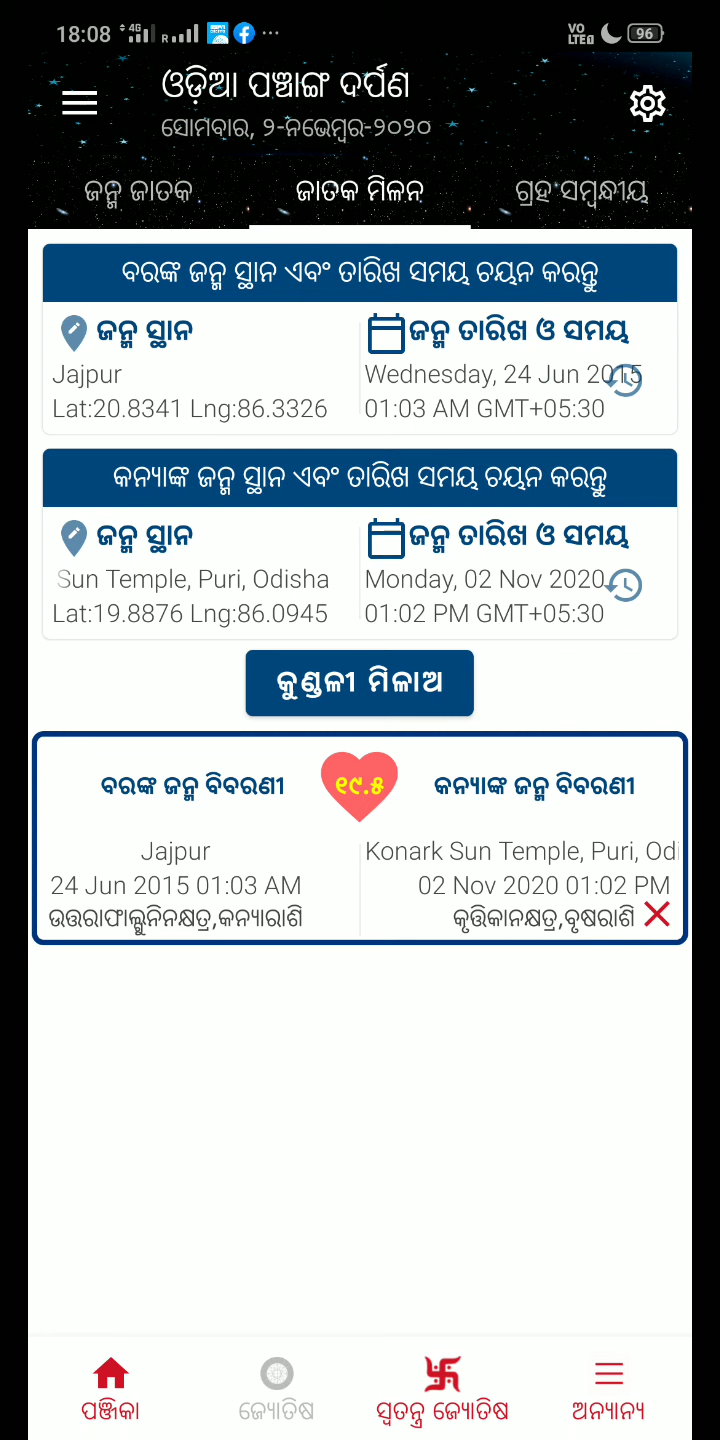 18:08 4G R VO LTE 96
ଓଡ଼ିଆ ପଞ୍ଚାଙ୍ଗ ଦର୍ପଣ
ସୋମବାର, ୨-ନଭେମ୍ବର-୨୦୨୦
ଜନ୍ମ ଜାତକ ଜାତକ ମିଳନ ଗ୍ରହ ସମ୍ବନ୍ଧୀୟ
ବରଙ୍କ ଜନ୍ମ ସ୍ଥାନ ଏବଂ ତାରିଖ ସମୟ ଚୟନ କରନ୍ତୁ
ଜନ୍ମ ସ୍ଥାନ ଜନ୍ମ ତାରିଖ ଓ ସମୟ
Jajpur Wednesday, 24 Jun 2015
Lat:20.8341 Lng:86.3326 01:03 AM GMT+05:30
କନ୍ୟାଙ୍କ ଜନ୍ମ ସ୍ଥାନ ଏବଂ ତାରିଖ ସମୟ ଚୟନ କରନ୍ତୁ
ଜନ୍ମ ସ୍ଥାନ ଜନ୍ମ ତାରିଖ ଓ ସମୟ
Sun Temple, Puri, Odisha Monday, 02 Nov 2020
Lat:19.8876 Lng:86.0945 01:02 PM GMT+05:30
କୁଣ୍ଡଳୀ ମିଳାଅ
ବରଙ୍କ ଜନ୍ମ ବିବରଣୀ ୧୯.୫ କନ୍ୟାଙ୍କ ଜନ୍ମ ବିବରଣୀ
Jajpur Konark Sun Temple, Puri, Odi
24 Jun 2015 01:03 AM 02 Nov 2020 01:02 PM
ଉତ୍ତରାଫାଲ୍ଗୁନିନକ୍ଷତ୍ର,କନ୍ୟାରାଶି କୃତ୍ତିକାନକ୍ଷତ୍ର,ବୃଷରାଶି
ପଞ୍ଜିକା ଜ୍ୟୋତିଷ ସ୍ୱତନ୍ତ୍ର ଜ୍ୟୋତିଷ ଅନ୍ୟାନ୍ୟ